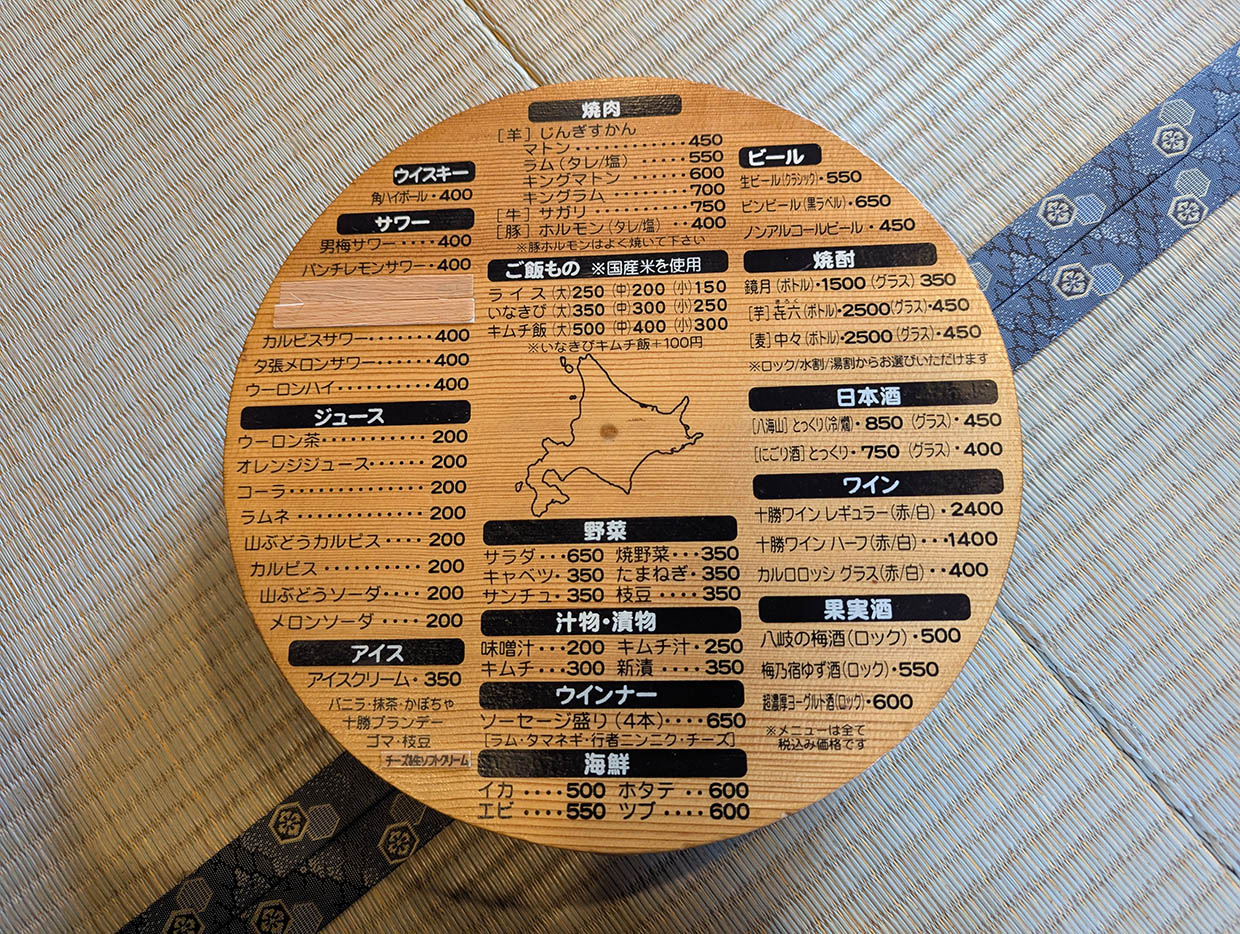 ウイスキー
角ハイボール・400
サワー
男梅サワー・・・・400
パンチレモンサワー・400
カルピスサワー・・・・・・・400
夕張メロンサワー・・・・400
ウーロンハイ・・・・・・・・・・400
ジュース
ウーロン茶・・・・・・・・・・・200
オレンジジュース・・・・・・200
コーラ・・・・・・・・・・・・・・200
ラムネ・・・・・・・・・・・・・200
山ぶどうカルピス・・・・200
カルピス・・・・・・・・・・・200
山ぶどうソーダ・・・・200
メロンソーダ・・・・200
アイス
アイスクリーム・350
バニラ・抹茶・かぼちゃ
十勝ブランデー
ゴマ・枝豆
チーズ&生ソフトクリーム
焼肉
[羊]じんぎすかん
マトン・・・・・・・・・・・・450
ラム(タレ/塩)・・・・・550
キングマトン・・・・・・600
キングラム・・・・・・・・700
[牛]サガリ・・・・・・・・・750
[豚]ホルモン(タレ/塩)・・・400
※豚ホルモンはよく焼いて下さい
ご飯もの ※国産米を使用
ライス(大)250(中)200(小)150
いなきび(大)350(中)300(小)250
キムチ飯(大)500(中)400(小)300
※いなきびキムチ飯+100円
野菜
サラダ・・・650 焼野菜・・・350
キャベツ・350 たまねぎ・350
サンチュ・350 枝豆・・・・350
汁物・漬物
味噌汁・・・200 キムチ汁・250
キムチ・・・300 新漬・・・・350
ウインナー
ソーセージ盛り(4本)・・・・650
[ラム・タマネギ・行者ニンニク・チーズ]
海鮮
イカ・・・・500 ホタテ・・600
エビ・・・・550 ツブ・・・・600
ビール
生ビール(クラシック)・550
ビンビール(黒ラベル)・650
ノンアルコールビール・450
焼酎
鏡月(ボトル)・1500(グラス)350
[芋]㐂六(ボトル)・2500(グラス)・450
[麦]中々(ボトル)・2500(グラス)・450
※ロック/水割/湯割からお選びいただけます
日本酒
[八海山]とっくり(冷/燗)・850(グラス)・450
[にごり酒]とっくり・750(グラス)・400
ワイン
十勝ワイン レギュラー(赤/白)・2400
十勝ワイン ハーフ(赤/白)・・・1400
カルロロッシ グラス(赤/白)・・400
果実酒
八岐の梅酒(ロック)・500
梅乃宿ゆず酒(ロック)・550
超濃厚ヨーグルト酒(ロック)・600
※メニューは全て
税込み価格です